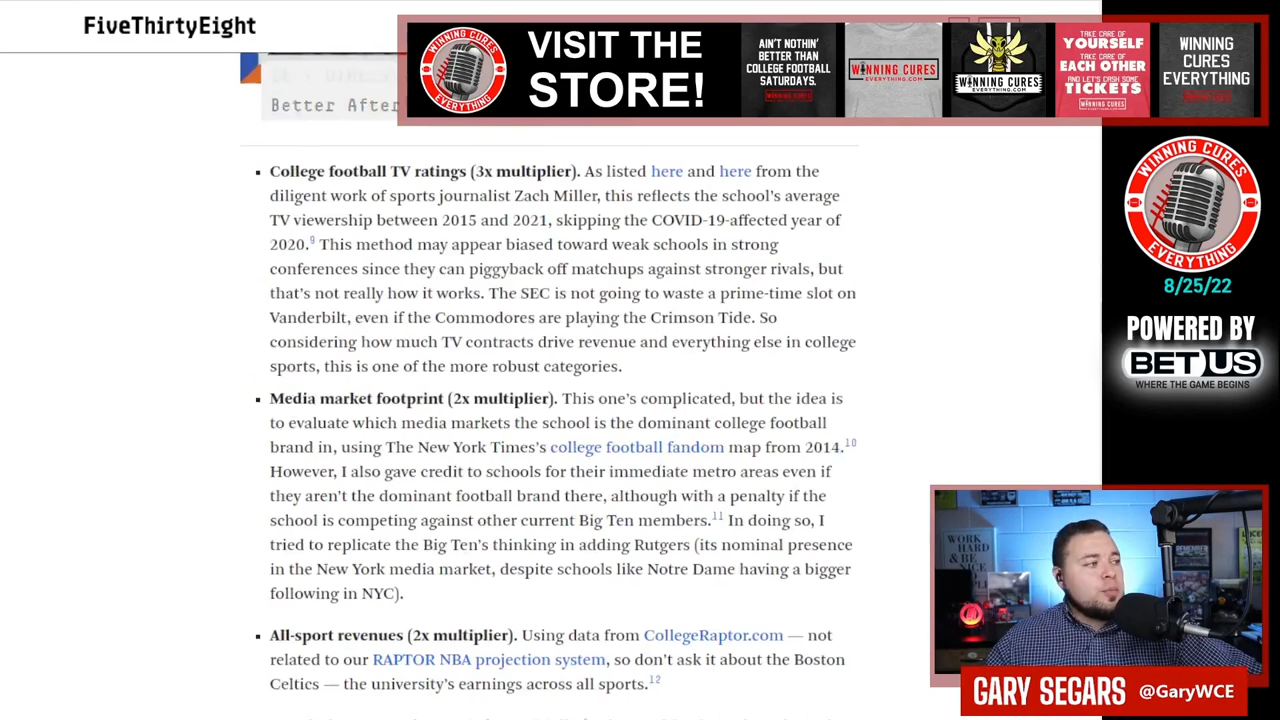 FiveThirtyEight
Better After
WINNING CURES
EVERYTHING
VISIT THE
STORE!
AIN'T NOTHIN'
BETTER THAN
COLLEGE FOOTBALL
SATURDAYS.
WINNING CURES
WINNING CURES
EVERYTHING.COM
WINNING CURES
EVERYTHING.COM
TAKE CARE OF
YOURSELF
TAKE CARE OF
EACH OTHER
AND LET'S CASH SOME
TICKETS
WINNING CURES
WINNING
CURES
EVERYTHING
▪ College football TV ratings (3x multiplier). As listed here and here from the
diligent work of sports journalist Zach Miller, this reflects the school's average
TV viewership between 2015 and 2021, skipping the COVID-19-affected year of
2020.9 This method may appear biased toward weak schools in strong
conferences since they can piggyback off matchups against stronger rivals, but
that's not really how it works. The SEC is not going to waste a prime-time slot on
Vanderbilt, even if the Commodores are playing the Crimson Tide. So
considering how much TV contracts drive revenue and everything else in college
sports, this is one of the more robust categories.
▪ Media market footprint (2x multiplier). This one's complicated, but the idea is
to evaluate which media markets the school is the dominant college football
brand in, using The New York Times's college football fandom map from 2014.10
However, I also gave credit to schools for their immediate metro areas even if
they aren't the dominant football brand there, although with a penalty if the
school is competing against other current Big Ten members.11 In doing so, I
tried to replicate the Big Ten's thinking in adding Rutgers (its nominal presence
in the New York media market, despite schools like Notre Dame having a bigger
following in NYC).
▪ All-sport revenues (2x multiplier). Using data from CollegeRaptor.com — not
related to our RAPTOR NBA projection system, so don't ask it about the Boston
Celtics — the university's earnings across all sports.12
WINNING CURES
EVERYTHING
8/25/22
POWERED BY
BETUS
WHERE THE GAME BEGINS
WORK
HARD
& BE
NICE
GARY SEGARS @GaryWCE